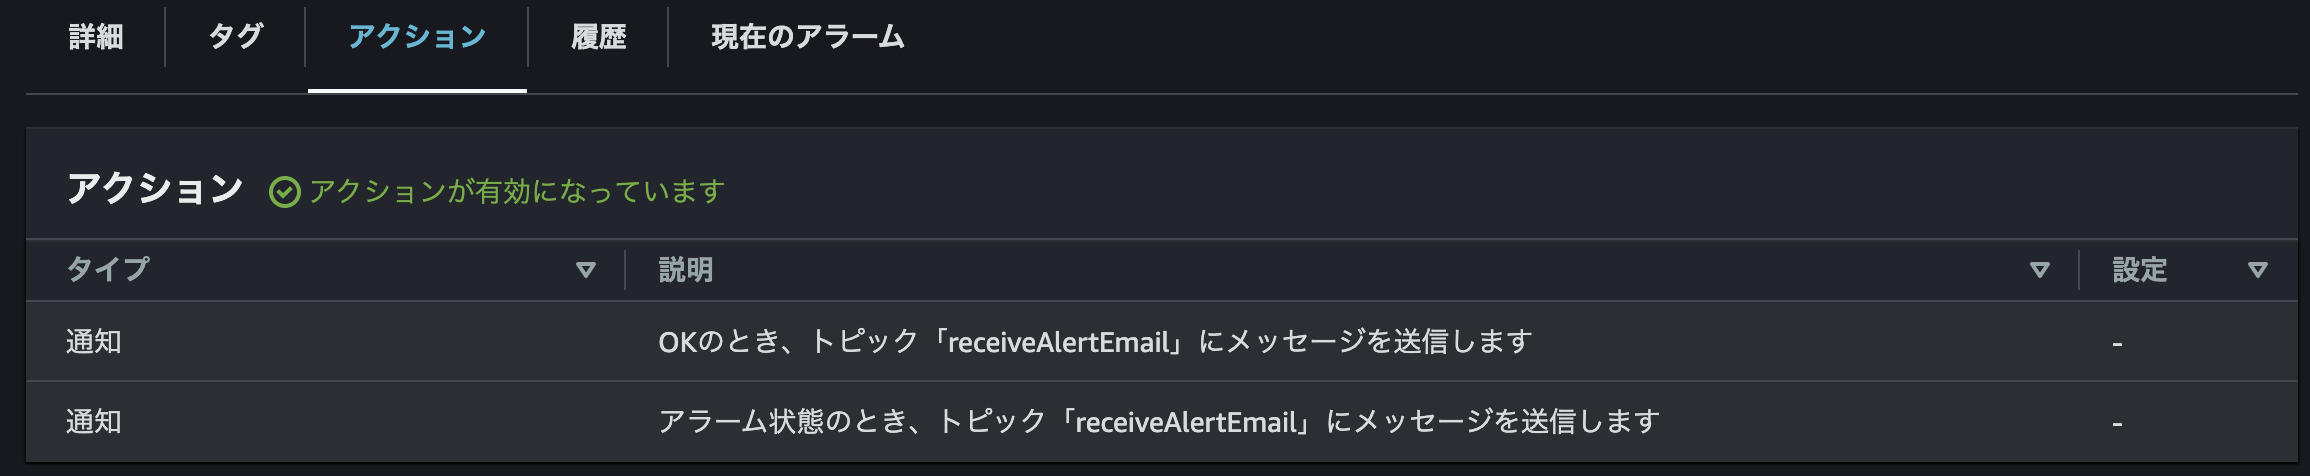 詳細 タグ アクション 履歴 現在のアラーム
アクション アクションが有効になっています
タイプ 説明 設定
通知 OKのとき、トピック「receiveAlertEmail」にメッセージを送信します -
通知 アラーム状態のとき、トピック「receiveAlertEmail」にメッセージを送信します -